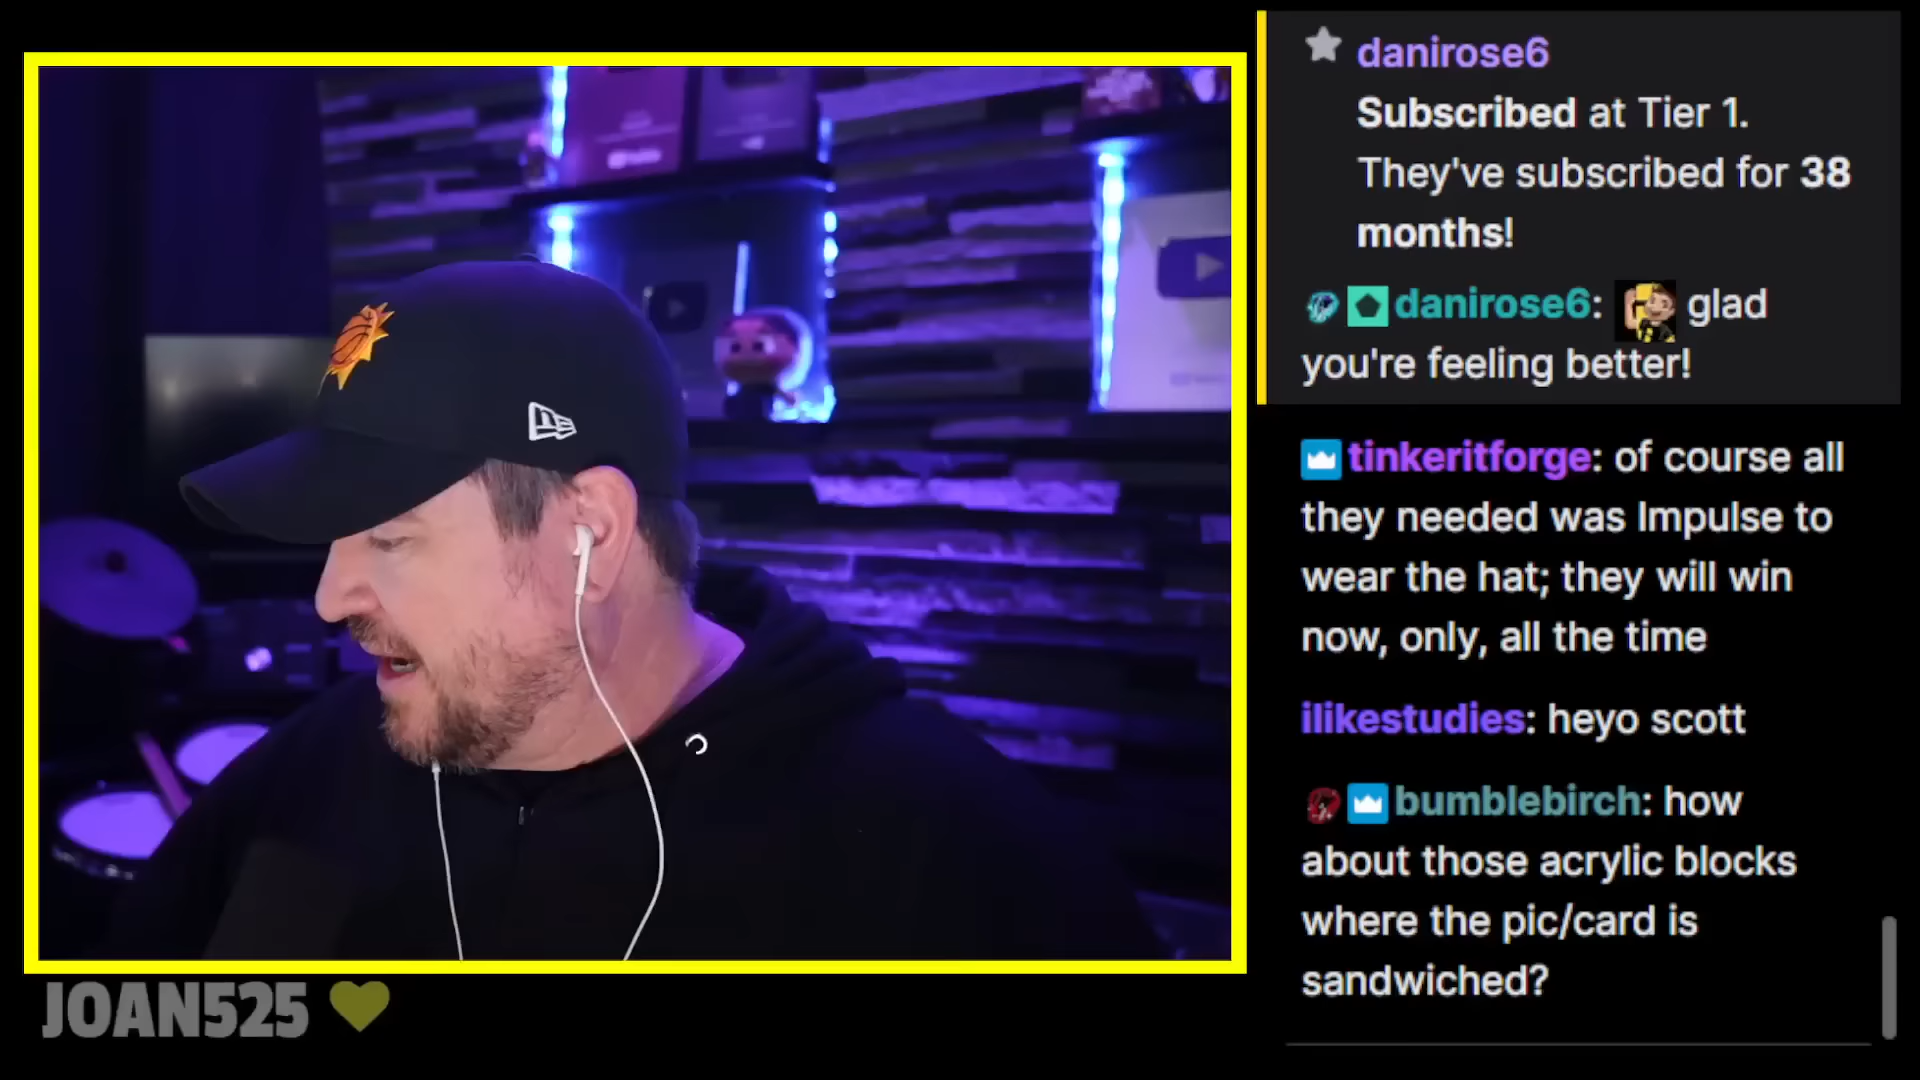 danirose6
Subscribed at Tier 1.
They've subscribed for 38
months!
danirose6: glad
you're feeling better!
tinkeritforge: of course all
they needed was Impulse to
wear the hat; they will win
now, only, all the time
ilikestudies: heyo scott
bumblebirch: how
about those acrylic blocks
where the pic/card is
sandwiched?
JOAN525